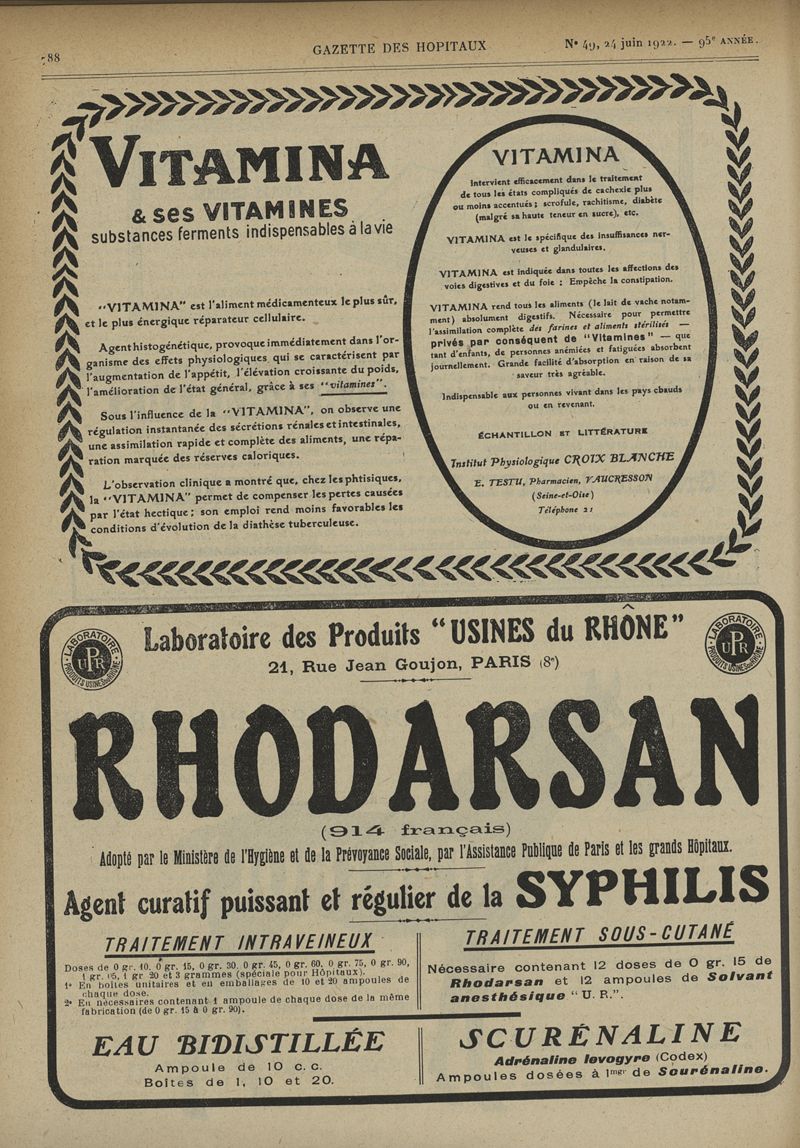 GAZETTE DES HOPITAUX
N° 49, 24 juin 1922. — 95e ANNÉE.
88
VITAMINA
& ses VITAMINES
substances ferments indispensables à la vie
"VITAMINA" est l'aliment médicamenteux le plus sûr,
et le plus énergique réparateur cellulaire.
Agent histogénétique, provoque immédiatement dans l'or-
ganisme des effets physiologiques qui se caractérisent par
l'augmentation de l'appétit, l'élévation croissante du poids,
l'amélioration de l'état général, grâce à ses "vitamines".
Sous l'influence de la "VITAMINA", on observe une
régulation instantanée des sécrétions rénales et intestinales,
une assimilation rapide et complète des aliments, une répa-
ration marquée des réserves caloriques.
L'observation clinique a montré que, chez les phtisiques,
la "VITAMINA" permet de compenser les pertes causées
par l'état hectique; son emploi rend moins favorables les
conditions d'évolution de la diathèse tuberculeuse.
VITAMINA
Intervient efficacement dans le traitement
de tous les états compliqués de cachexie plus
ou moins accentués; scrofule, rachitisme, diabète
(malgré sa haute teneur en sucre), etc.
VITAMINA est le spécifique des insuffisances ner-
veuses et glandulaires.
VITAMINA est indiquée dans toutes les affections des
voies digestives et du foie; Empêche la constipation.
VITAMINA rend tous les aliments (le lait de vache notam-
ment) absolument digestifs. Nécessaire pour permettre
l'assimilation complète des farines et aliments stérilisés —
privés par conséquent de "Vitamines" — que
tant d'enfants, de personnes anémiées et fatiguées absorbent
journellement. Grande facilité d'absorption en raison de sa
saveur très agréable.
Indispensable aux personnes vivant dans les pays chauds
ou en revenant.
ÉCHANTILLON ET LITTÉRATURE
Institut Physiologique CROIX BLANCHE
E. TESTU, Pharmacien, VAUCRESSON
(Seine-et-Oise)
Téléphone 21
LABORATOIRE
UPR
PRODUITS USINES DU RHÔNE
Laboratoire des Produits "USINES du RHÔNE"
21, Rue Jean Goujon, PARIS (8e)
LABORATOIRE
UPR
PRODUITS USINES DU RHÔNE
RHODARSAN
(914 français)
Adopté par le Ministère de l'Hygiène et de la Prévoyance Sociale, par l'Assistance Publique de Paris et les grands Hôpitaux.
Agent curatif puissant et régulier de la SYPHILIS
TRAITEMENT INTRAVEINEUX
Doses de 0 gr. 10. 0 gr. 15, 0 gr. 30. 0 gr. 45, 0 gr. 60. 0 gr. 75, 0 gr. 90,
1 gr. 05, 1 gr. 20 et 3 grammes (spéciale pour Hôpitaux).
1° En boîtes unitaires et en emballages de 10 et 20 ampoules de
chaque dose.
2° En nécessaires contenant 1 ampoule de chaque dose de la même
fabrication (de 0 gr. 15 à 0 gr. 90).
TRAITEMENT SOUS-CUTANÉ
Nécessaire contenant 12 doses de 0 gr. 15 de
Rhodarsan et 12 ampoules de Solvant
anesthésique "U. R.".
EAU BIDISTILLÉE
Ampoule de 10 c. c.
Boîtes de 1, 10 et 20.
SCURÉNALINE
Adrénaline levogyre (Codex)
Ampoules dosées à 1mgr de Scurénaline.